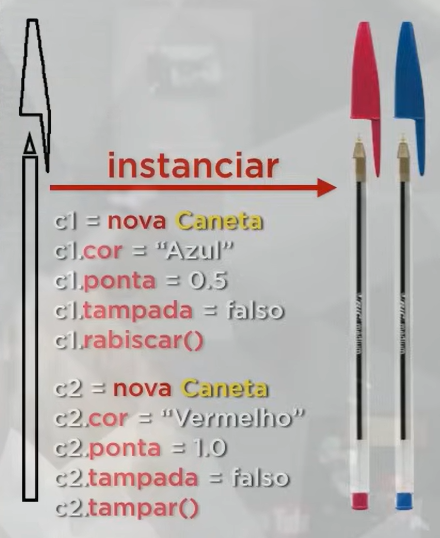 instanciar
c1 = nova Caneta
c1.cor = “Azul”
c1.ponta = 0.5
c1.tampada = falso
c1.rabiscar()
c2 = nova Caneta
c2.cor = “Vermelho”
c2.ponta = 1.0
c2.tampada = falso
c2.tampar()